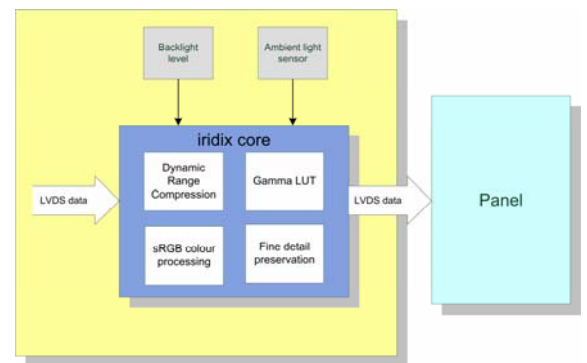 Backlight
level
Ambient light
sensor
iridix core
Dynamic
Range
Compression
Gamma LUT
LVDS data
LVDS data
Panel
sRGB colour
processing
Fine detail
preservation